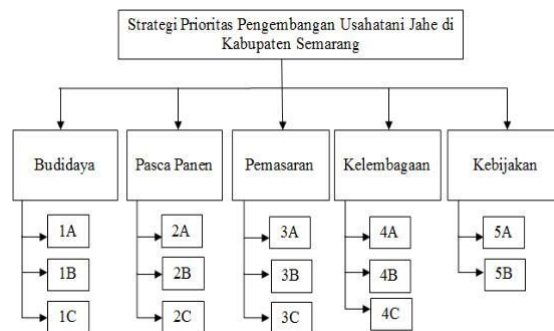 Strategi Prioritas Pengembangan Usahatani Jahe di
Kabupaten Semarang
Budidaya
Pasca Panen
Pemasaran
Kelembagaan
Kebijakan
1A
2A
3A
4A
5A
1B
2B
3B
4B
5B
1C
2C
3C
4C